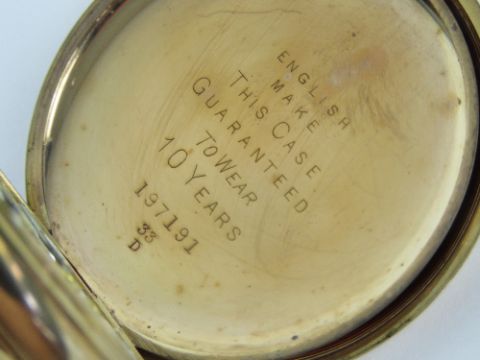 ENGLISH
MAKE
THIS CASE
GUARANTEED
TO WEAR
10 YEARS
197191
33
D